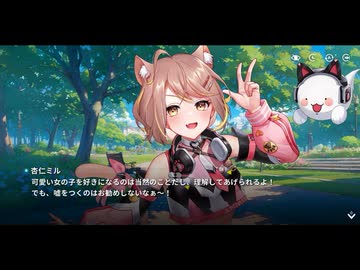 杏仁ミル
可愛い女の子を好きになるのは当然のことだし、理解してあげられるよ！
でも、嘘をつくのはお勧めしないなぁ〜！